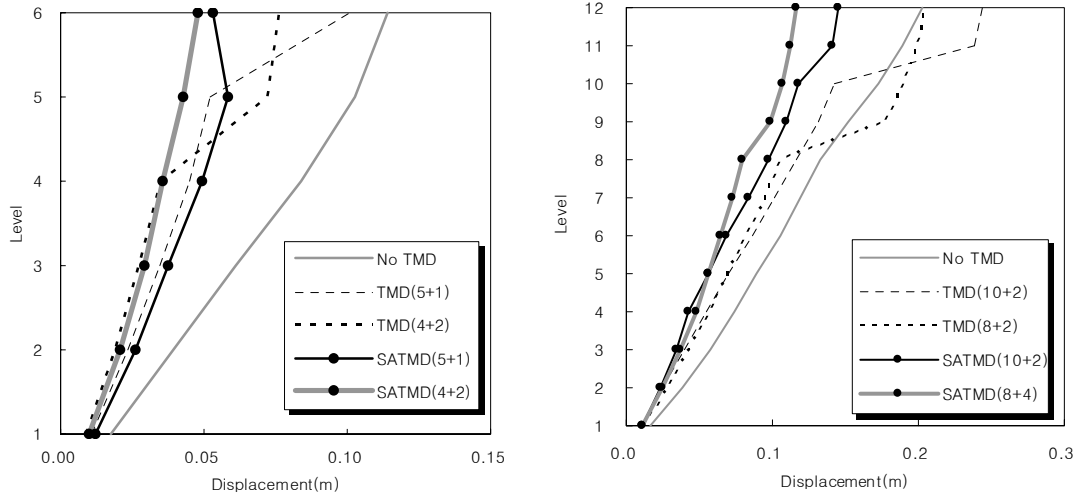 6
5
4
3
2
1
Level
0.00
0.05
0.10
0.15
Displacement(m)
No TMD
TMD(5+1)
TMD(4+2)
SATMD(5+1)
SATMD(4+2)
12
11
10
9
8
7
6
5
4
3
2
1
Level
0.0
0.1
0.2
0.3
Displacement(m)
No TMD
TMD(10+2)
TMD(8+2)
SATMD(10+2)
SATMD(8+4)